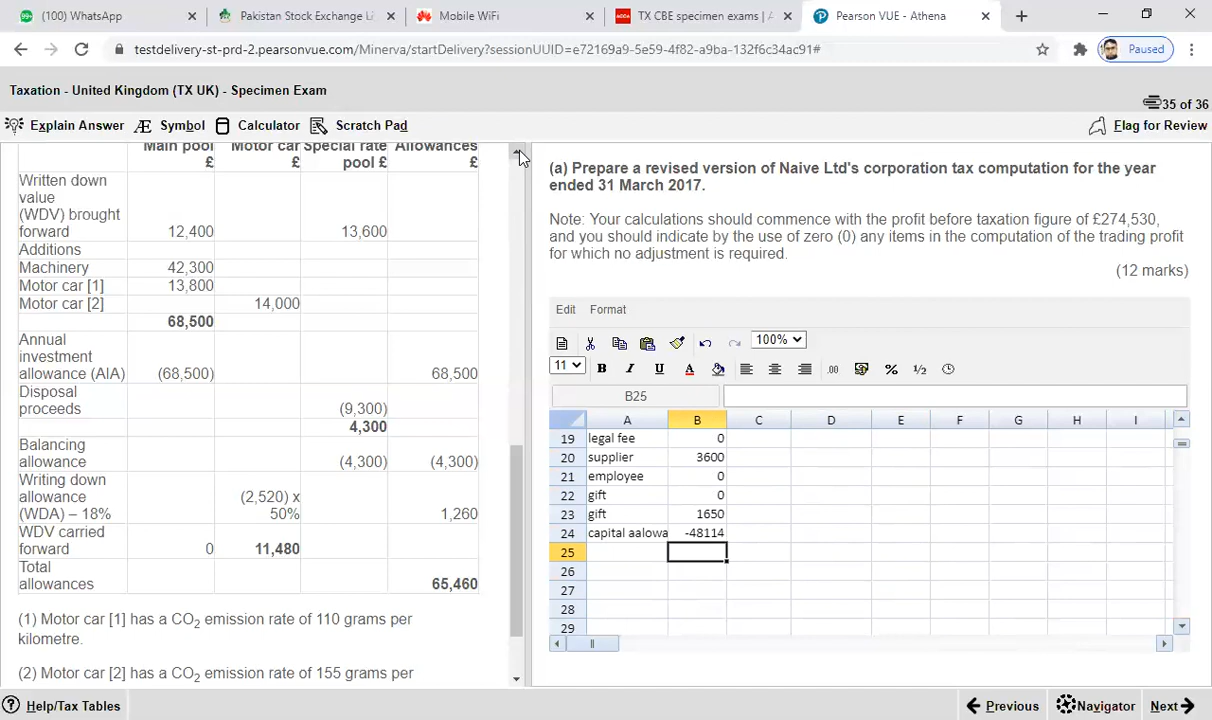 (100) WhatsApp
Pakistan Stock Exchange Li
Mobile WiFi
ACCA
TX CBE specimen exams | A
Pearson VUE - Athena
testdelivery-st-prd-2.pearsonvue.com/Minerva/startDelivery?sessionUUID=e72169a9-5e59-4f82-a9ba-132f6c34ac91#
Paused
Taxation - United Kingdom (TX UK) - Specimen Exam
35 of 36
Explain Answer
Symbol
Calculator
Scratch Pad
Flag for Review
Main pool Motor car Special rate Allowances
£ £ pool £ £
Written down
value
(WDV) brought
forward 12,400 13,600
Additions
Machinery 42,300
Motor car [1] 13,800
Motor car [2] 14,000
68,500
Annual
investment
allowance (AIA) (68,500) 68,500
Disposal
proceeds (9,300)
4,300
Balancing
allowance (4,300) (4,300)
Writing down
allowance (2,520) x
(WDA) – 18% 50% 1,260
WDV carried
forward 0 11,480
Total
allowances 65,460
(1) Motor car [1] has a CO2 emission rate of 110 grams per
kilometre.
(2) Motor car [2] has a CO2 emission rate of 155 grams per
(a) Prepare a revised version of Naive Ltd's corporation tax computation for the year
ended 31 March 2017.
Note: Your calculations should commence with the profit before taxation figure of £274,530,
and you should indicate by the use of zero (0) any items in the computation of the trading profit
for which no adjustment is required.
(12 marks)
Edit Format
100%
11 B I U A .00 % ½
B25
A B C D E F G H I
19 legal fee 0
20 supplier 3600
21 employee 0
22 gift 0
23 gift 1650
24 capital aalowa -48114
25
26
27
28
29
Help/Tax Tables
Previous
Navigator
Next